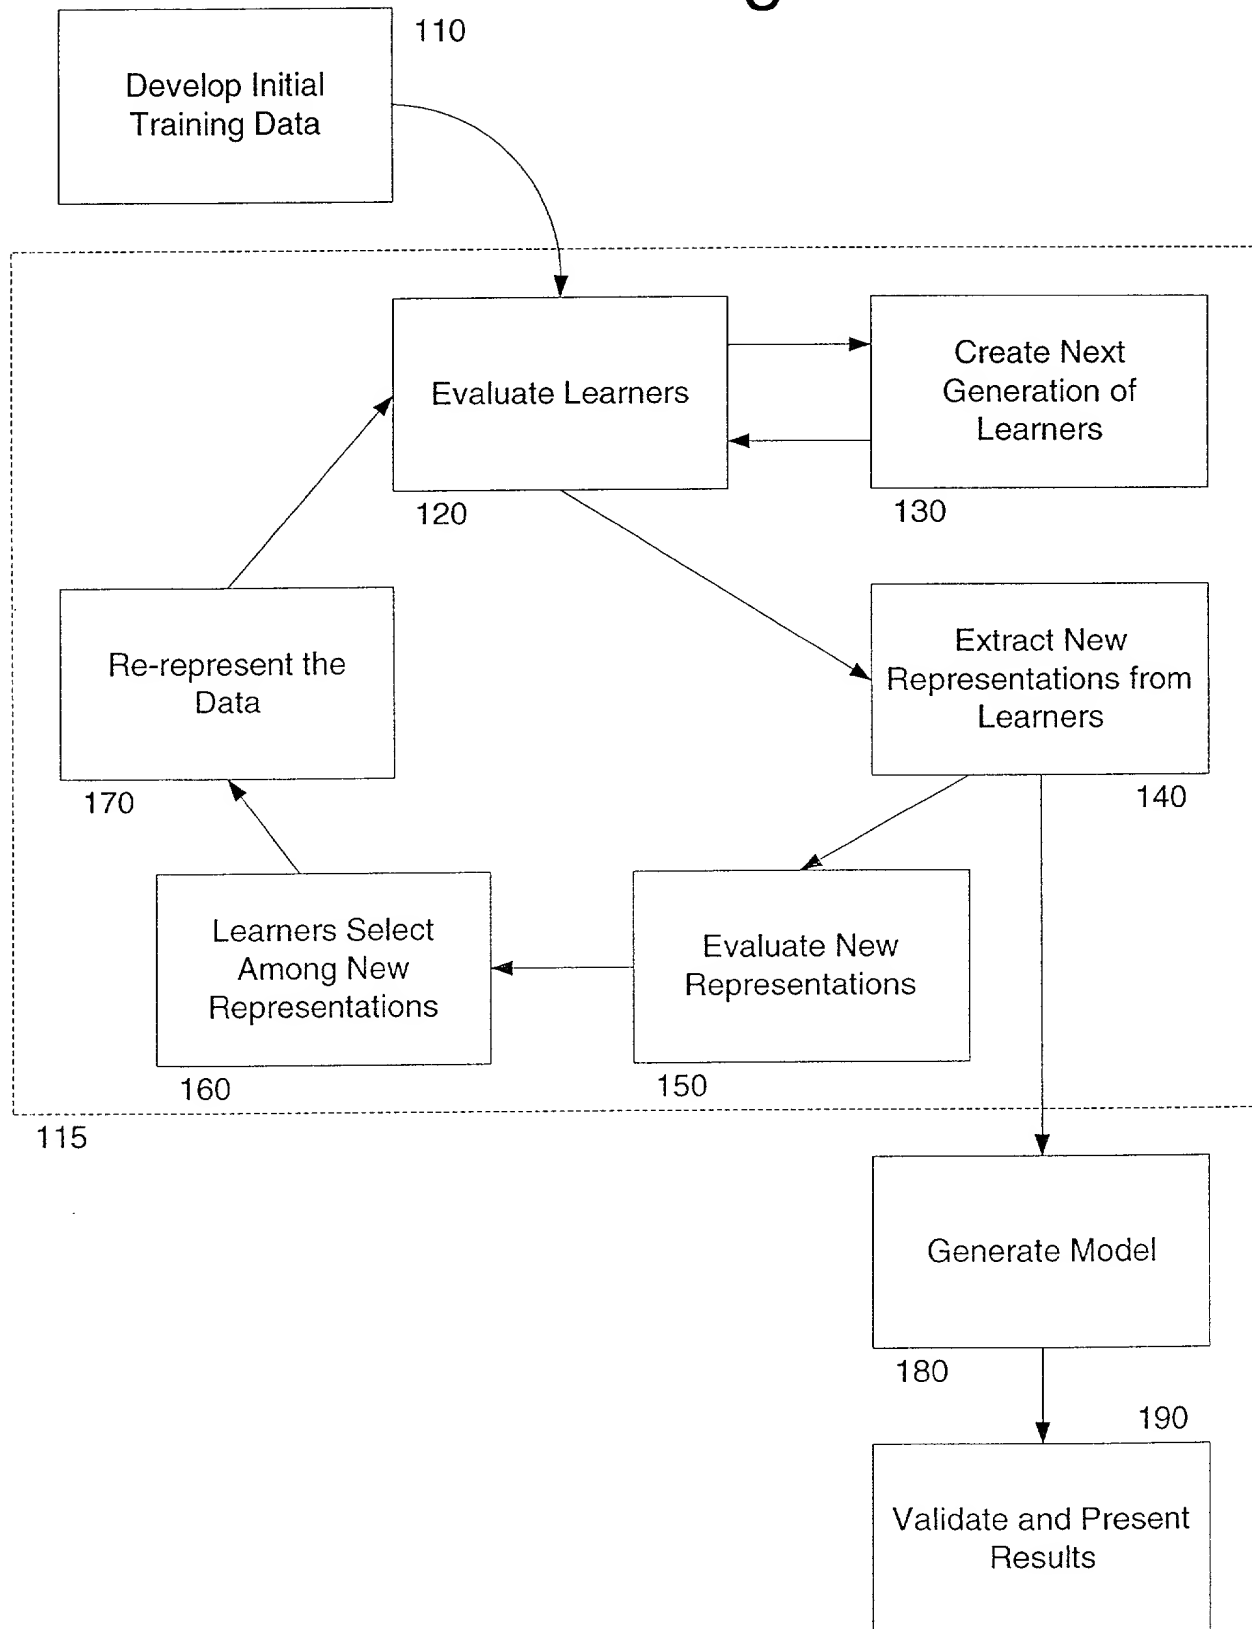 110
Develop Initial
Training Data
Evaluate Learners
120
Create Next
Generation of
Learners
130
Re-represent the
Data
170
Extract New
Representations from
Learners
140
Learners Select
Among New
Representations
160
Evaluate New
Representations
150
115
Generate Model
180
190
Validate and Present
Results